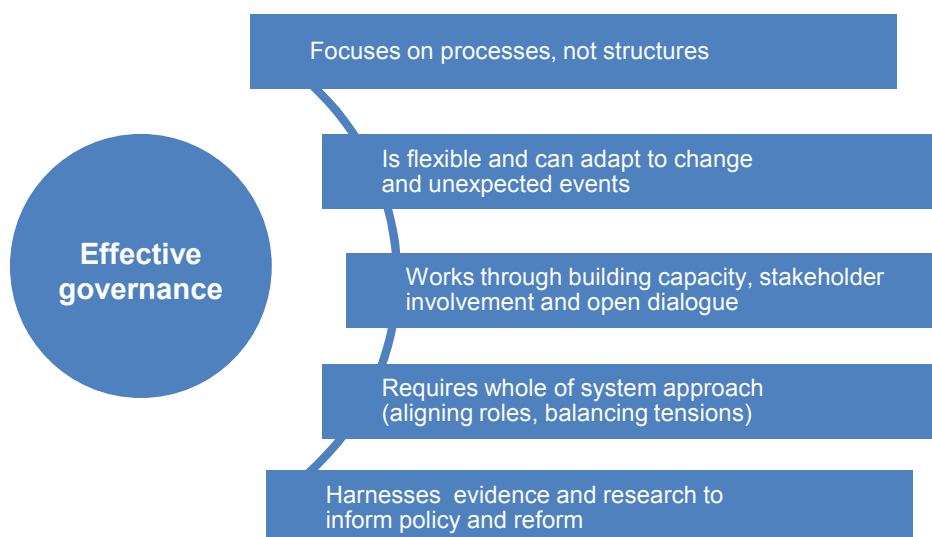 Focuses on processes, not structures
Is flexible and can adapt to change
and unexpected events
Effective
governance
Works through building capacity, stakeholder
involvement and open dialogue
Requires whole of system approach
(aligning roles, balancing tensions)
Harnesses  evidence and research to
inform policy and reform